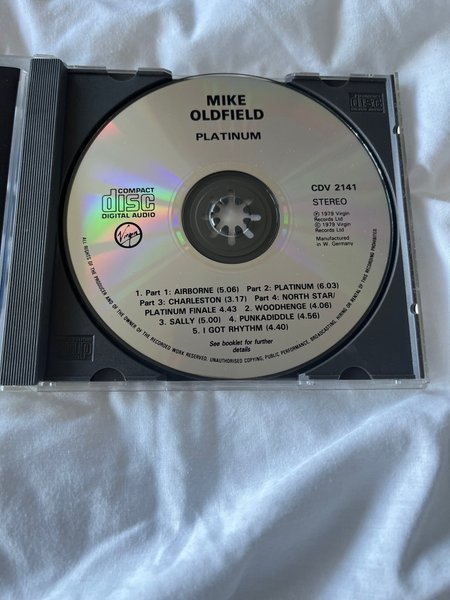 MIKE
OLDFIELD
PLATINUM
COMPACT
disc
DIGITAL AUDIO
Virgin
CDV 2141
STEREO
℗ 1979 Virgin
Records Ltd
© 1979 Virgin
Records Ltd
Manufactured
in W. Germany
1. Part 1: AIRBORNE (5.06) Part 2: PLATINUM (6.03)
Part 3: CHARLESTON (3.17) Part 4: NORTH STAR/
PLATINUM FINALE 4.43 2. WOODHENGE (4.06)
3. SALLY (5.00) 4. PUNKADIDDLE (4.56)
5. I GOT RHYTHM (4.40)
See booklet for further
details
ALL RIGHTS OF THE PRODUCER AND OF THE OWNER OF THE RECORDED WORK RESERVED. UNAUTHORISED COPYING, PUBLIC PERFORMANCE, BROADCASTING, HIRING OR RENTAL OF THIS RECORDING PROHIBITED.
disc